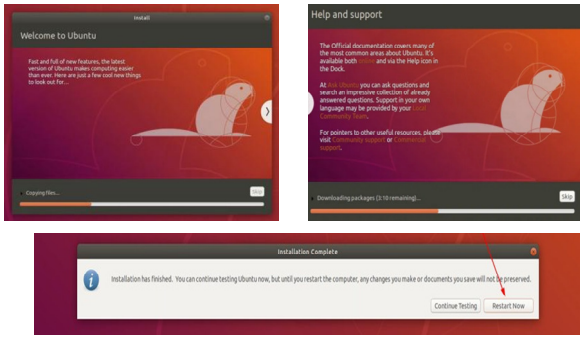 Install
Welcome to Ubuntu
Fast and full of new features, the latest
version of Ubuntu makes computing easier
than ever. Here are just a few cool new things
to look out for...
Copying files...
Skip
Help and support
The Official documentation covers many of
the most common areas about Ubuntu. It's
available both online and via the Help icon in
the Dock.
At Ask Ubuntu you can ask questions and
search an impressive collection of already
answered questions. Support in your own
language may be provided by your Local
Community Team.
For pointers to other useful resources, please
visit Community support or Commercial
support.
Downloading packages (3:10 remaining)...
Skip
Installation Complete
Installation has finished. You can continue testing Ubuntu now, but until you restart the computer, any changes you make or documents you save will not be preserved.
Continue Testing
Restart Now